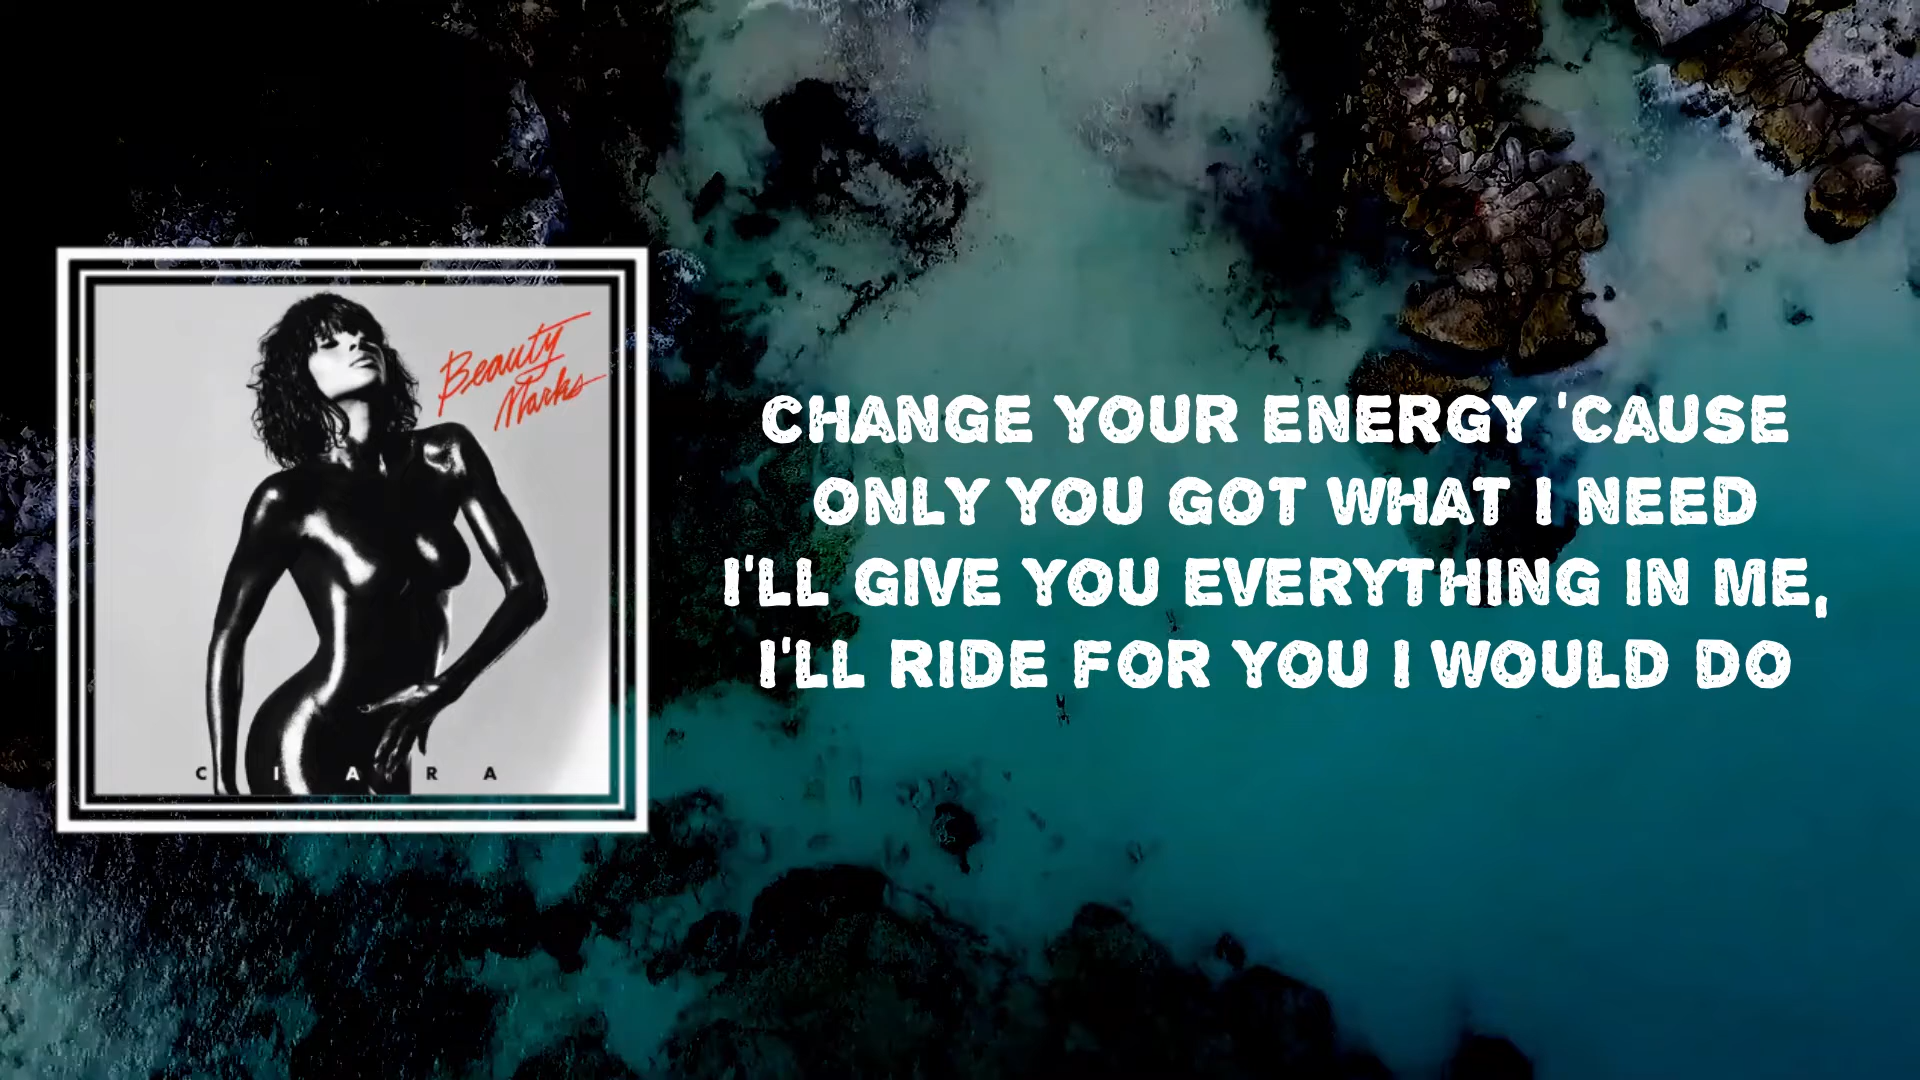 Beauty
Marks
CIARA
CHANGE YOUR ENERGY 'CAUSE
ONLY YOU GOT WHAT I NEED
I'LL GIVE YOU EVERYTHING IN ME,
I'LL RIDE FOR YOU I WOULD DO